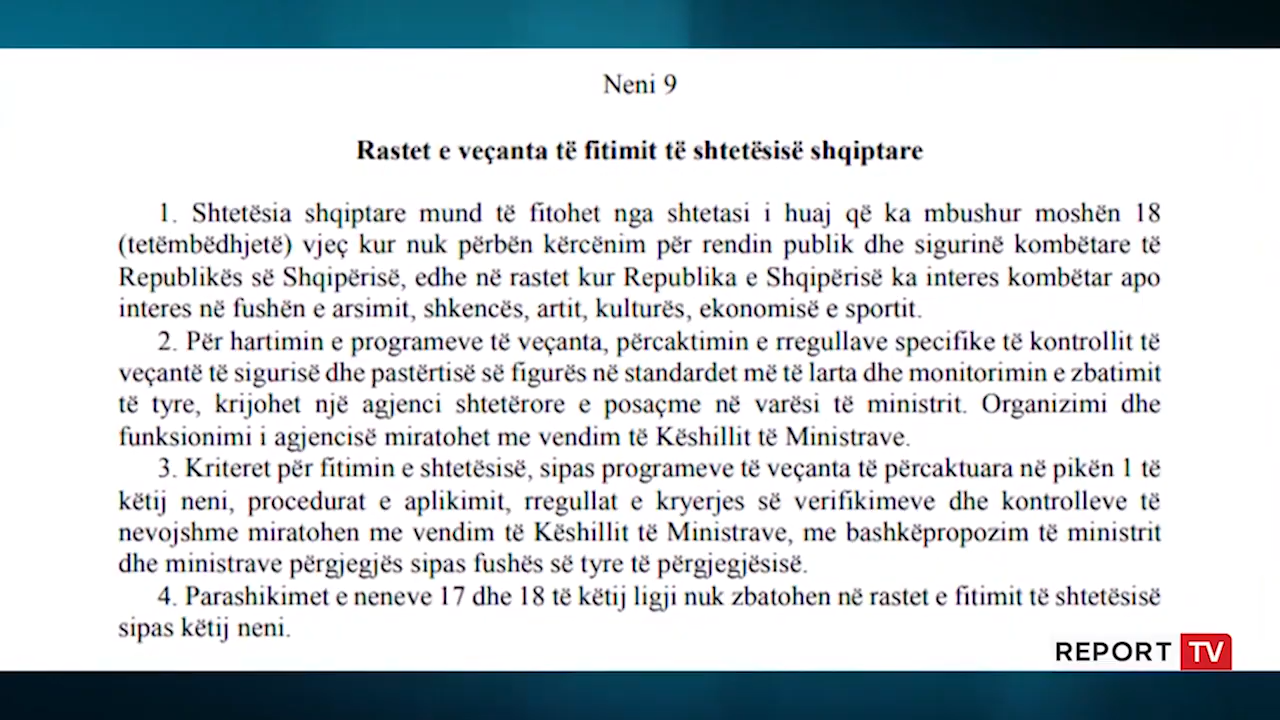 Neni 9
Rastet e veçanta të fitimit të shtetësisë shqiptare
1. Shtetësia shqiptare mund të fitohet nga shtetasi i huaj që ka mbushur moshën 18
(tetëmbëdhjetë) vjeç kur nuk përbën kërcënim për rendin publik dhe sigurinë kombëtare të
Republikës së Shqipërisë, edhe në rastet kur Republika e Shqipërisë ka interes kombëtar apo
interes në fushën e arsimit, shkencës, artit, kulturës, ekonomisë e sportit.
2. Për hartimin e programeve të veçanta, përcaktimin e rregullave specifike të kontrollit të
veçantë të sigurisë dhe pastërtisë së figurës në standardet më të larta dhe monitorimin e zbatimit
të tyre, krijohet një agjenci shtetërore e posaçme në varësi të ministrit. Organizimi dhe
funksionimi i agjencisë miratohet me vendim të Këshillit të Ministrave.
3. Kriteret për fitimin e shtetësisë, sipas programeve të veçanta të përcaktuara në pikën 1 të
këtij neni, procedurat e aplikimit, rregullat e kryerjes së verifikimeve dhe kontrolleve të
nevojshme miratohen me vendim të Këshillit të Ministrave, me bashkëpropozim të ministrit
dhe ministrave përgjegjës sipas fushës së tyre të përgjegjësisë.
4. Parashikimet e neneve 17 dhe 18 të këtij ligji nuk zbatohen në rastet e fitimit të shtetësisë
sipas këtij neni.
REPORT TV